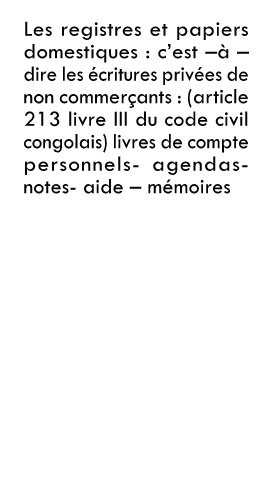 Les registres et papiers
domestiques : c’est –à –
dire les écritures privées de
non commerçants : (article
213 livre III du code civil
congolais) livres de compte
personnels- agendas-
notes- aide – mémoires